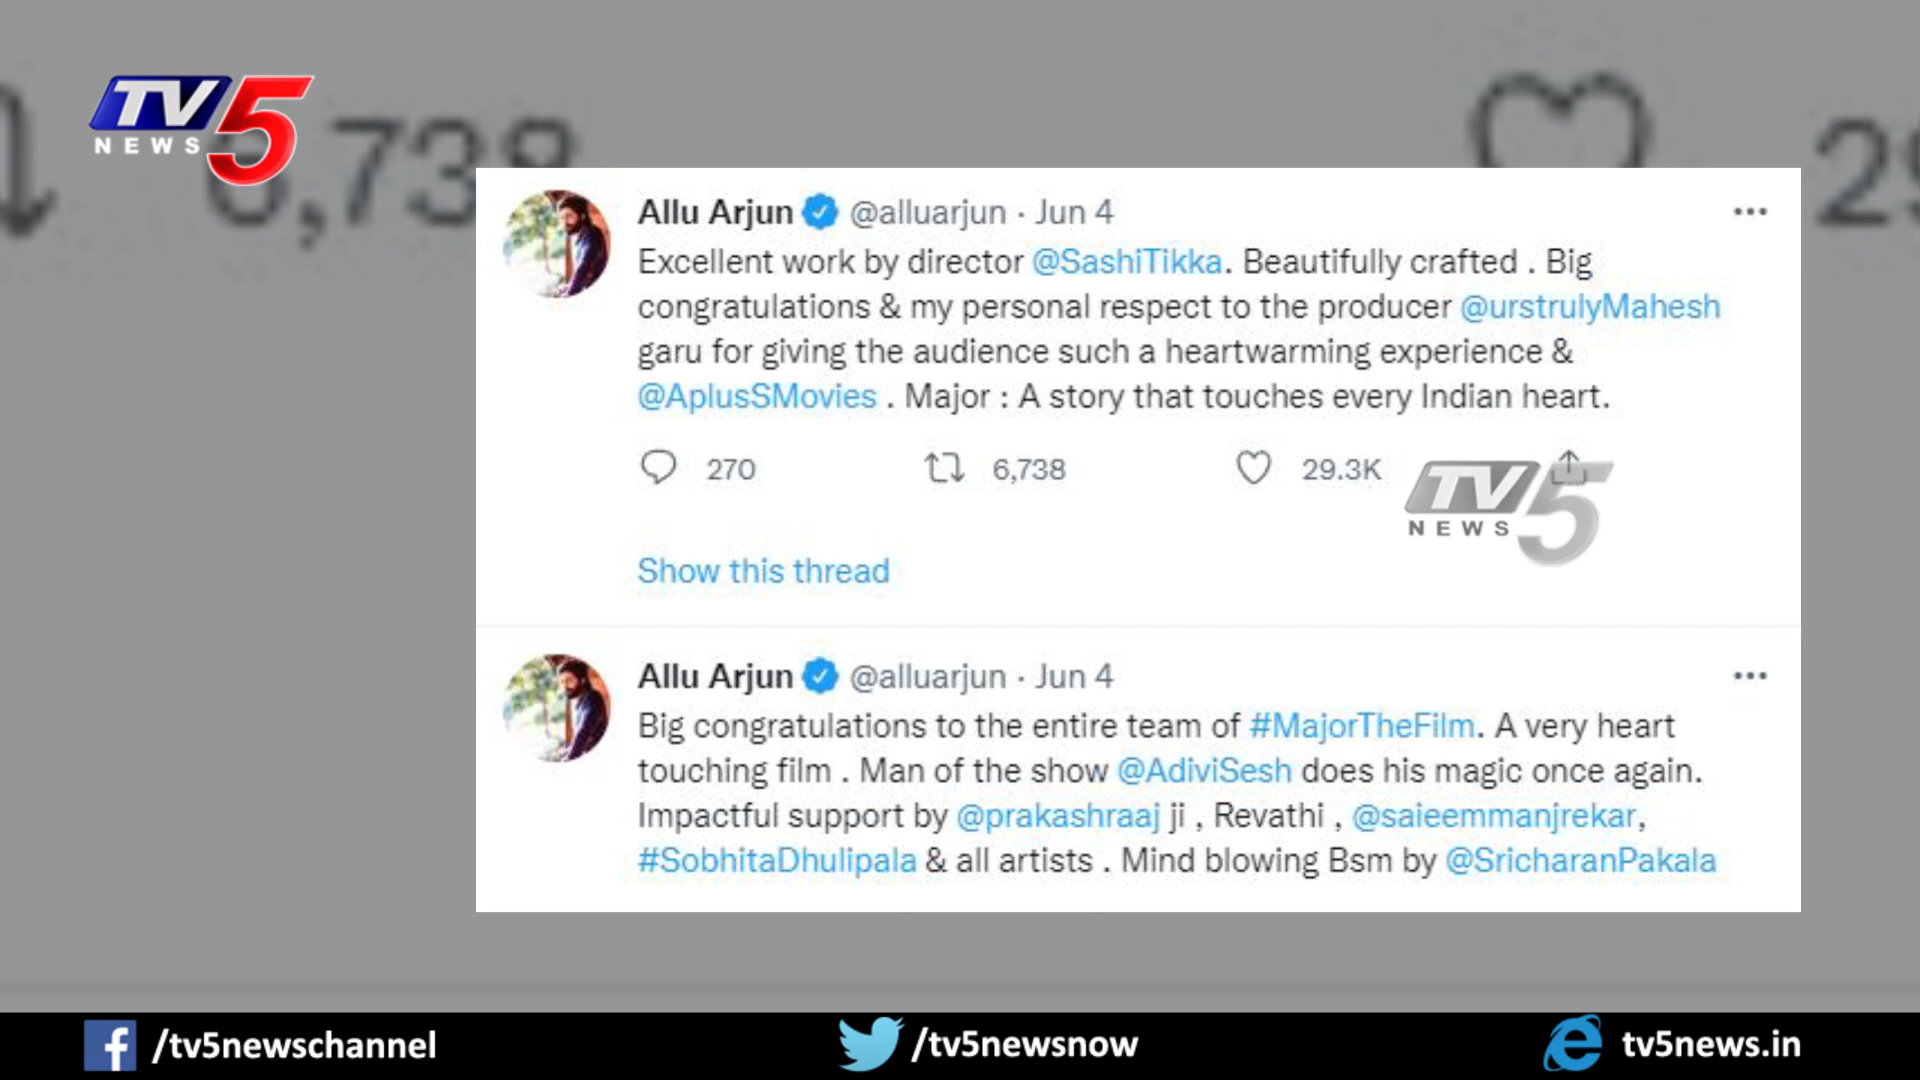 TV5
NEWS
6,738
29
Allu Arjun @alluarjun · Jun 4
Excellent work by director @SashiTikka. Beautifully crafted . Big
congratulations & my personal respect to the producer @urstrulyMahesh
garu for giving the audience such a heartwarming experience &
@AplusSMovies . Major : A story that touches every Indian heart.
270 6,738 29.3K
TV5
NEWS
Show this thread
Allu Arjun @alluarjun · Jun 4
Big congratulations to the entire team of #MajorTheFilm. A very heart
touching film . Man of the show @AdiviSesh does his magic once again.
Impactful support by @prakashraaj ji , Revathi , @saieemmanjrekar,
#SobhitaDhulipala & all artists . Mind blowing Bsm by @SricharanPakala
/tv5newschannel /tv5newsnow tv5news.in